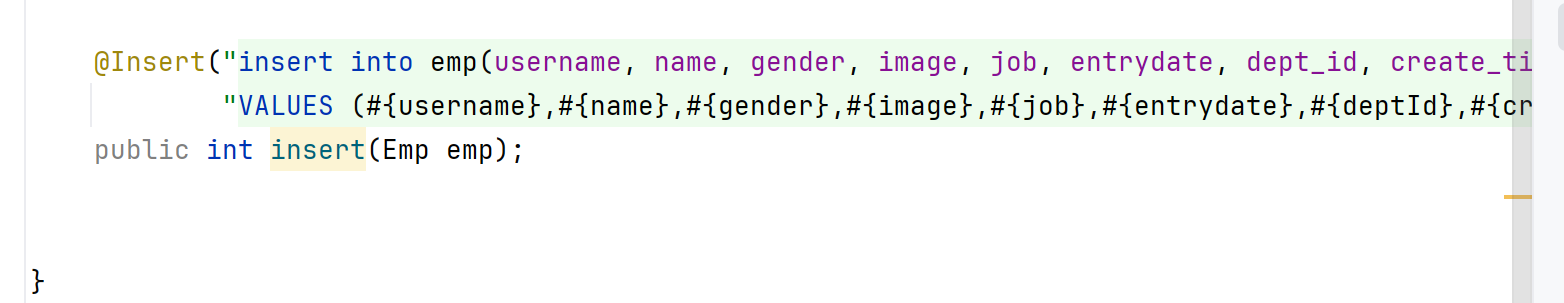 @Insert("insert into emp(username, name, gender, image, job, entrydate, dept_id, create_ti
"VALUES (#{username},#{name},#{gender},#{image},#{job},#{entrydate},#{deptId},#{cr
public int insert(Emp emp);
}